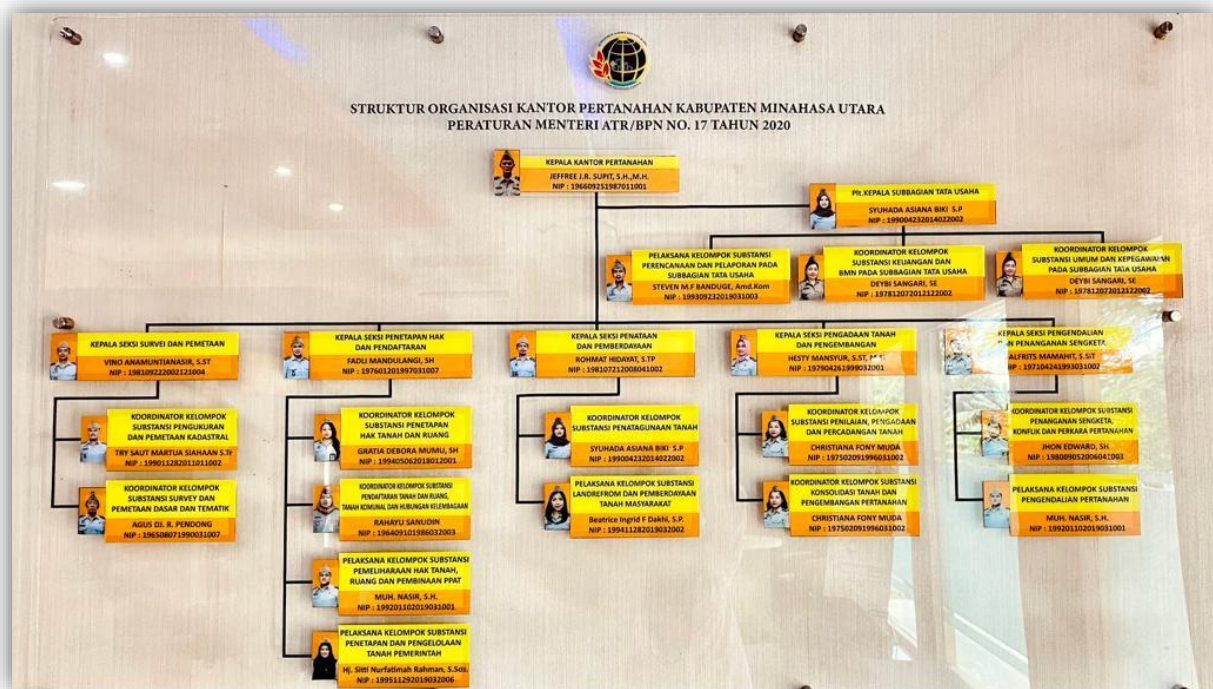 STRUKTUR ORGANISASI KANTOR PERTANAHAN KABUPATEN MINAHASA UTARA
PERATURAN MENTERI ATR/BPN NO. 17 TAHUN 2020
KEPALA KANTOR PERTANAHAN
JEFFREE J.R. SUPIT, S.H.,M.H.
NIP : 196609251987011001
Plt.KEPALA SUBBAGIAN TATA USAHA
SYUHADA ASIANA BIKI S.P
NIP : 199004232014022002
PELAKSANA KELOMPOK SUBSTANSI
PERENCANAAN DAN PELAPORAN PADA
SUBBAGIAN TATA USAHA
STEVEN M.F BANDUGE, Amd.Kom
NIP : 199309232019031003
KOORDINATOR KELOMPOK
SUBSTANSI KEUANGAN DAN
BMN PADA SUBBAGIAN TATA USAHA
DEYBI SANGARI, SE
NIP : 197812072012122002
KOORDINATOR KELOMPOK
SUBSTANSI UMUM DAN KEPEGAWAIAN
PADA SUBBAGIAN TATA USAHA
DEYBI SANGARI, SE
NIP : 197812072012122002
KEPALA SEKSI SURVEI DAN PEMETAAN
VINO ANAMUNTIANASIR, S.ST
NIP : 198109222002121004
KOORDINATOR KELOMPOK
SUBSTANSI PENGUKURAN
DAN PEMETAAN KADASTRAL
TRY SAUT MARTUA SIAHAAN S.Tr
NIP : 199011282011011002
KOORDINATOR KELOMPOK
SUBSTANSI SURVEY DAN
PEMETAAN DASAR DAN TEMATIK
AGUS DJ. R. PENDONG
NIP : 196508071990031007
KEPALA SEKSI PENETAPAN HAK
DAN PENDAFTARAN
FADLI MANDULANGI, SH
NIP : 197601201997031007
KOORDINATOR KELOMPOK
SUBSTANSI PENETAPAN
HAK TANAH DAN RUANG
GRATIA DEBORA MUMU, SH
NIP : 199405062018012001
KOORDINATOR KELOMPOK SUBSTANSI
PENDAFTARAN TANAH DAN RUANG,
TANAH KOMUNAL DAN HUBUNGAN KELEMBAGAAN
RAHAYU SANUDIN
NIP : 196409101986032003
PELAKSANA KELOMPOK SUBSTANSI
PEMELIHARAAN HAK TANAH,
RUANG DAN PEMBINAAN PPAT
MUH. NASIR, S.H.
NIP : 199201102019031001
PELAKSANA KELOMPOK SUBSTANSI
PENETAPAN DAN PENGELOLAAN
TANAH PEMERINTAH
Hj. Sitti Nurfatimah Rahman, S.Sos.
NIP : 199511292019032006
KEPALA SEKSI PENATAAN
DAN PEMBERDAYAAN
ROHMAT HIDAYAT, S.TP
NIP : 198107212008041002
KOORDINATOR KELOMPOK
SUBSTANSI PENATAGUNAAN TANAH
SYUHADA ASIANA BIKI S.P
NIP : 199004232014022002
PELAKSANA KELOMPOK SUBSTANSI
LANDREFROM DAN PEMBERDAYAAN
TANAH MASYARAKAT
Beatrice Ingrid F Dakhi, S.P.
NIP : 199411282019032002
KEPALA SEKSI PENGADAAN TANAH
DAN PENGEMBANGAN
HESTY MANSYUR, S.ST, M.Si
NIP : 197904261999032001
KOORDINATOR KELOMPOK
SUBSTANSI PENILAIAN, PENGADAAN
DAN PERCADANGAN TANAH
CHRISTIANA FONY MUDA
NIP : 197502091996031002
KOORDINATOR KELOMPOK SUBSTANSI
KONSOLIDASI TANAH DAN
PENGEMBANGAN PERTANAHAN
CHRISTIANA FONY MUDA
NIP : 197502091996031002
KEPALA SEKSI PENGENDALIAN
DAN PENANGANAN SENGKETA
ALFRITS MAMAHIT, S.SiT
NIP : 197104241993031002
KOORDINATOR KELOMPOK SUBSTANSI
PENANGANAN SENGKETA,
KONFLIK DAN PERKARA PERTANAHAN
JHON EDWARD, SH
NIP : 198009052006041003
PELAKSANA KELOMPOK SUBSTANSI
PENGENDALIAN PERTANAHAN
MUH. NASIR, S.H.
NIP : 199201102019031001